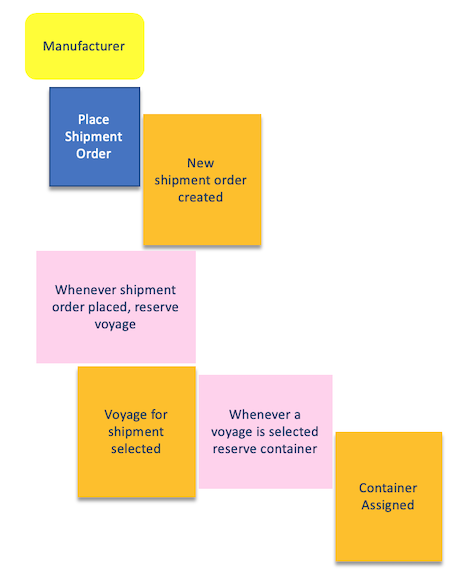 Manufacturer
Place
Shipment
Order
New
shipment order
created
Whenever shipment
order placed, reserve
voyage
Voyage for
shipment
selected
Whenever a
voyage is selected
reserve container
Container
Assigned